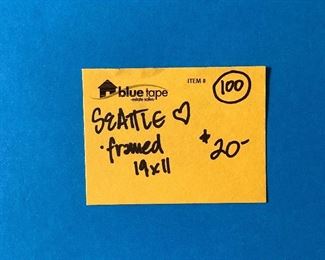 blue tape
estate sales
ITEM #
100
SEATTLE ♡
· framed
19x11
$20-